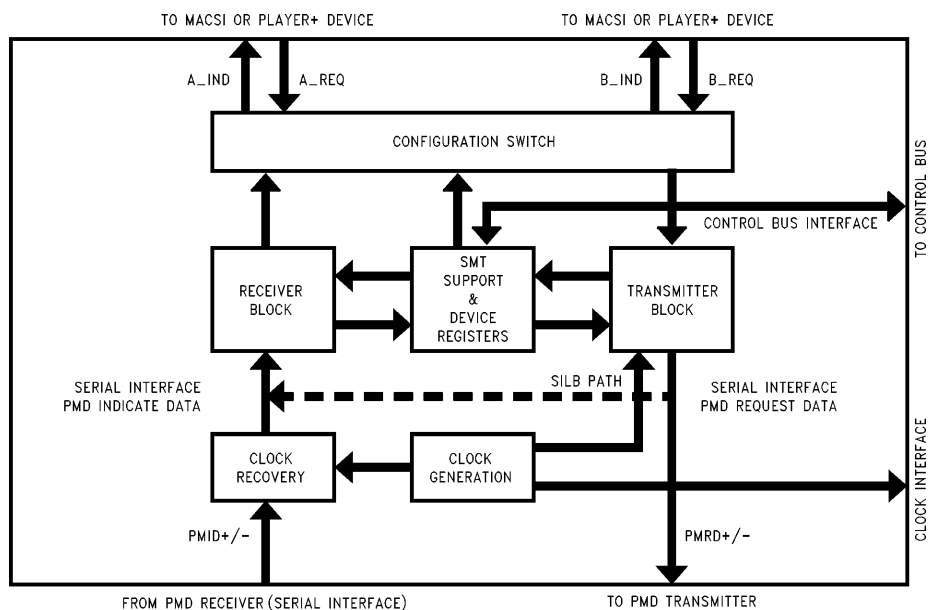 TO MACSI OR PLAYER+ DEVICE
TO MACSI OR PLAYER+ DEVICE
A_IND
A_REQ
B_IND
B_REQ
CONFIGURATION SWITCH
TO CONTROL BUS
CONTROL BUS INTERFACE
RECEIVER
BLOCK
SMT
SUPPORT
&
DEVICE
REGISTERS
TRANSMITTER
BLOCK
SERIAL INTERFACE
PMD INDICATE DATA
SILB PATH
SERIAL INTERFACE
PMD REQUEST DATA
CLOCK
RECOVERY
CLOCK
GENERATION
CLOCK INTERFACE
PMID+/-
PMRD+/-
FROM PMD RECEIVER(SERIAL INTERFACE)
TO PMD TRANSMITTER